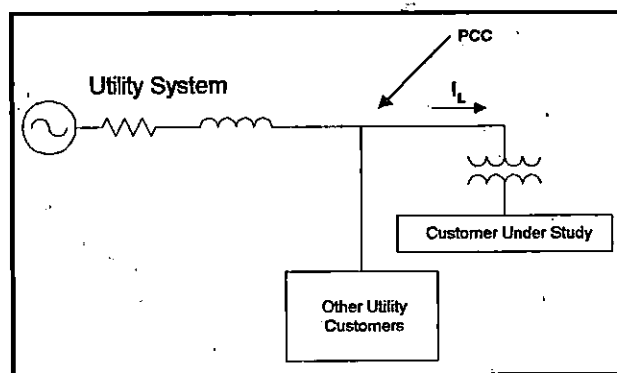 PCC
Utility System
I_L
Customer Under Study
Other Utility
Customers